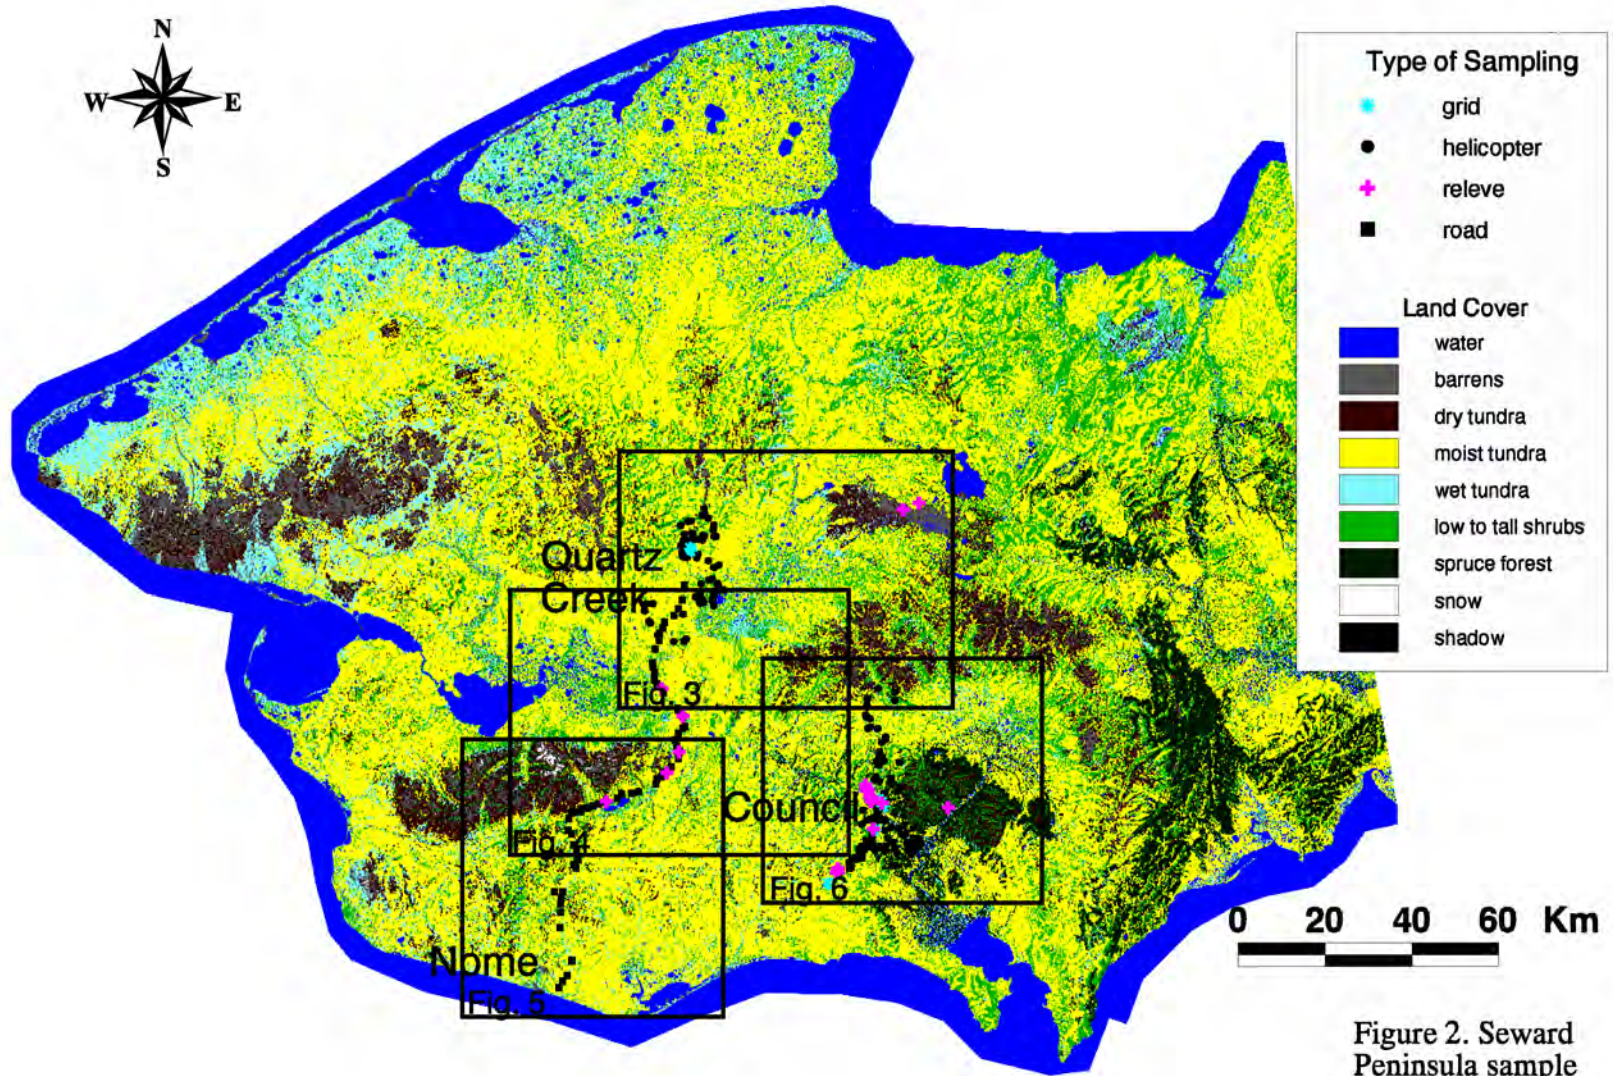 N
W E
S
Type of Sampling
grid
helicopter
releve
road
Land Cover
water
barrens
dry tundra
moist tundra
wet tundra
low to tall shrubs
spruce forest
snow
shadow
Quartz
Creek
Fig. 3
Council
Fig. 4
Fig. 6
Nome
Fig. 5
0 20 40 60 Km
Figure 2. Seward
Peninsula sample